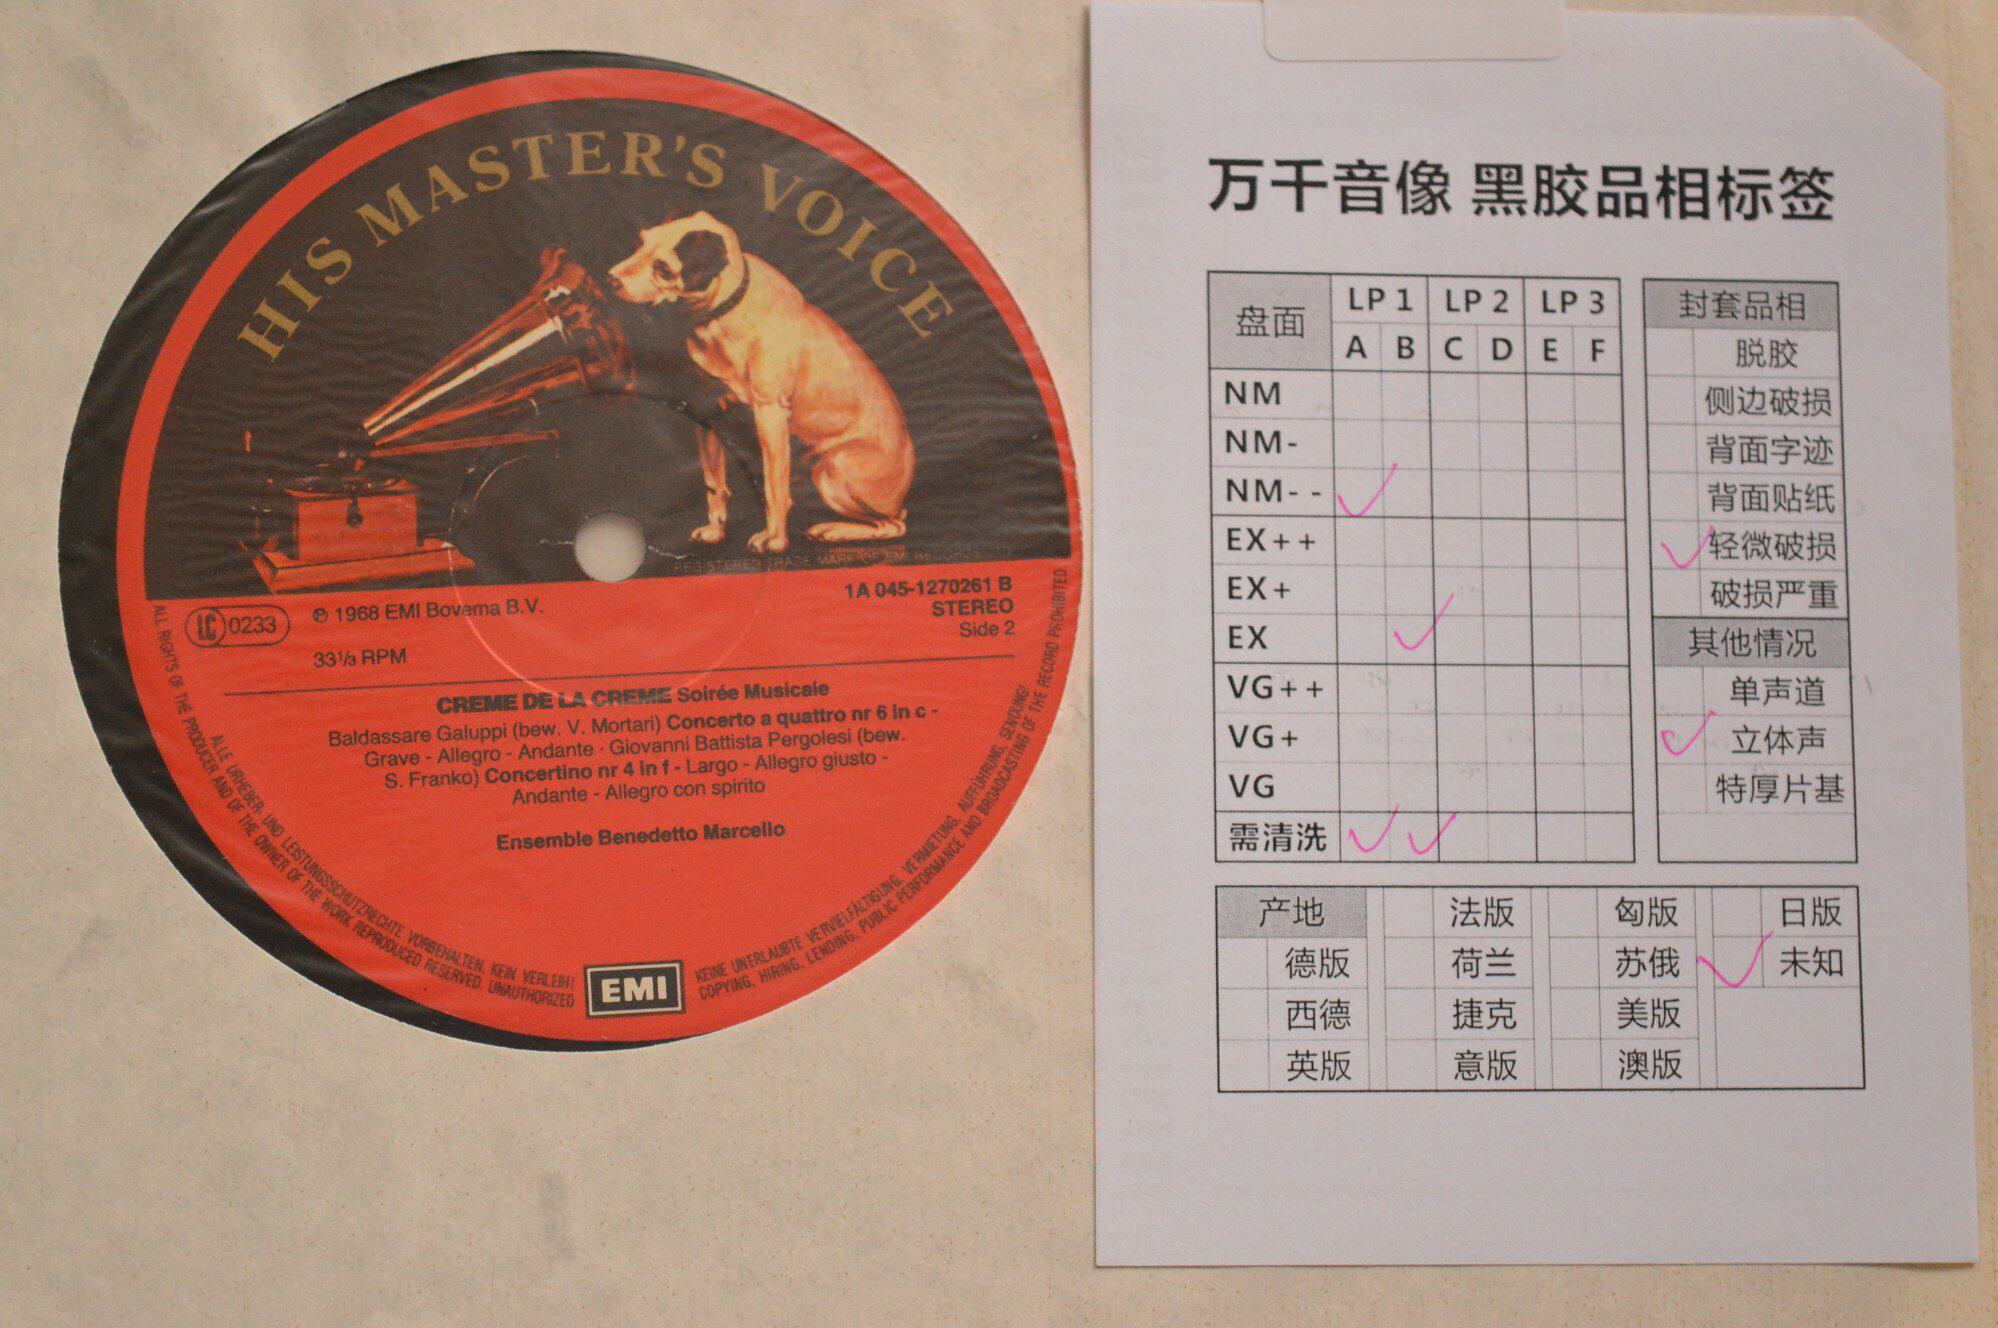 HIS MASTER'S VOICE
REGISTERED TRADE MARK OF EMI RECORDS LTD
LC 0233
℗ 1968 EMI Bovema B.V.
1A 045-1270261 B
STEREO
Side 2
33⅓ RPM
CREME DE LA CREME Soirée Musicale
Baldassare Galuppi (bew. V. Mortari) Concerto a quattro nr 6 in c -
Grave - Allegro - Andante · Giovanni Battista Pergolesi (bew.
S. Franko) Concertino nr 4 in f - Largo - Allegro giusto -
Andante - Allegro con spirito
Ensemble Benedetto Marcello
ALLE URHEBER- UND LEISTUNGSSCHUTZRECHTE VORBEHALTEN. KEIN VERLEIH!
KEINE UNERLAUBTE VERVIELFÄLTIGUNG, VERMIETUNG, AUFFÜHRUNG, SENDUNG!
ALL RIGHTS OF THE PRODUCER AND OF THE OWNER OF THE WORK REPRODUCED RESERVED. UNAUTHORIZED
COPYING, HIRING, LENDING, PUBLIC PERFORMANCE AND BROADCASTING OF THE RECORD PROHIBITED
EMI
万千音像 黑胶品相标签
盘面 LP 1 LP 2 LP 3
A B C D E F
NM
NM-
NM--
EX++
EX+
EX
VG++
VG+
VG
需清洗
封套品相
脱胶
侧边破损
背面字迹
背面贴纸
轻微破损
破损严重
其他情况
单声道
立体声
特厚片基
产地 法版 匈版 日版
德版 荷兰 苏俄 未知
西德 捷克 美版
英版 意版 澳版